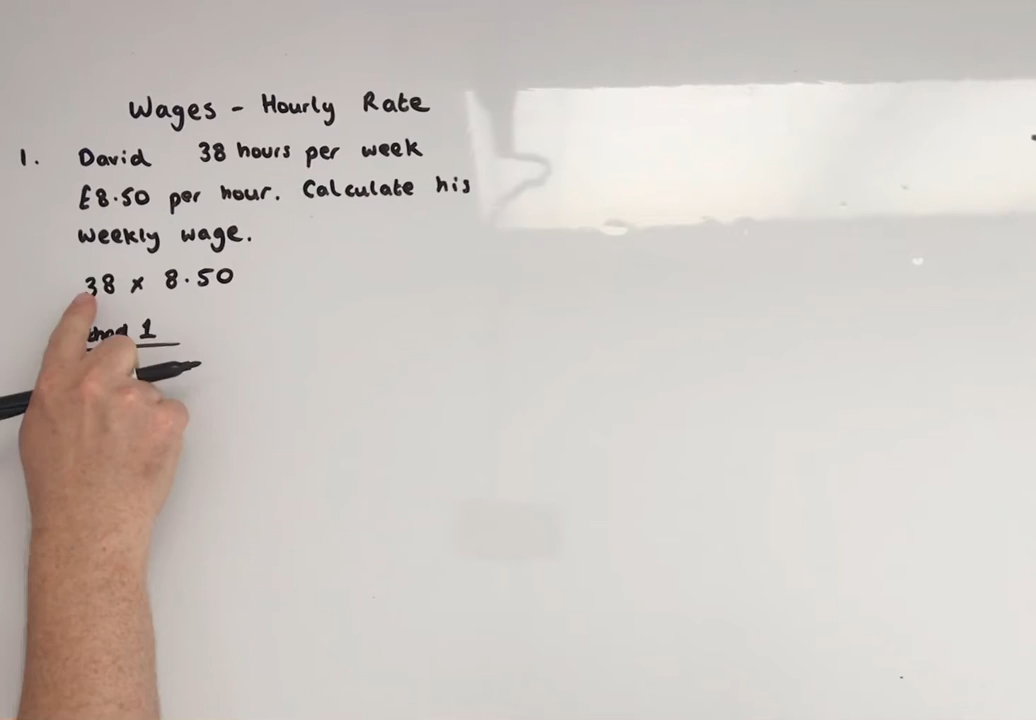 Wages - Hourly Rate
1. David 38 hours per week
£8.50 per hour. Calculate his
weekly wage.
38 × 8.50
1